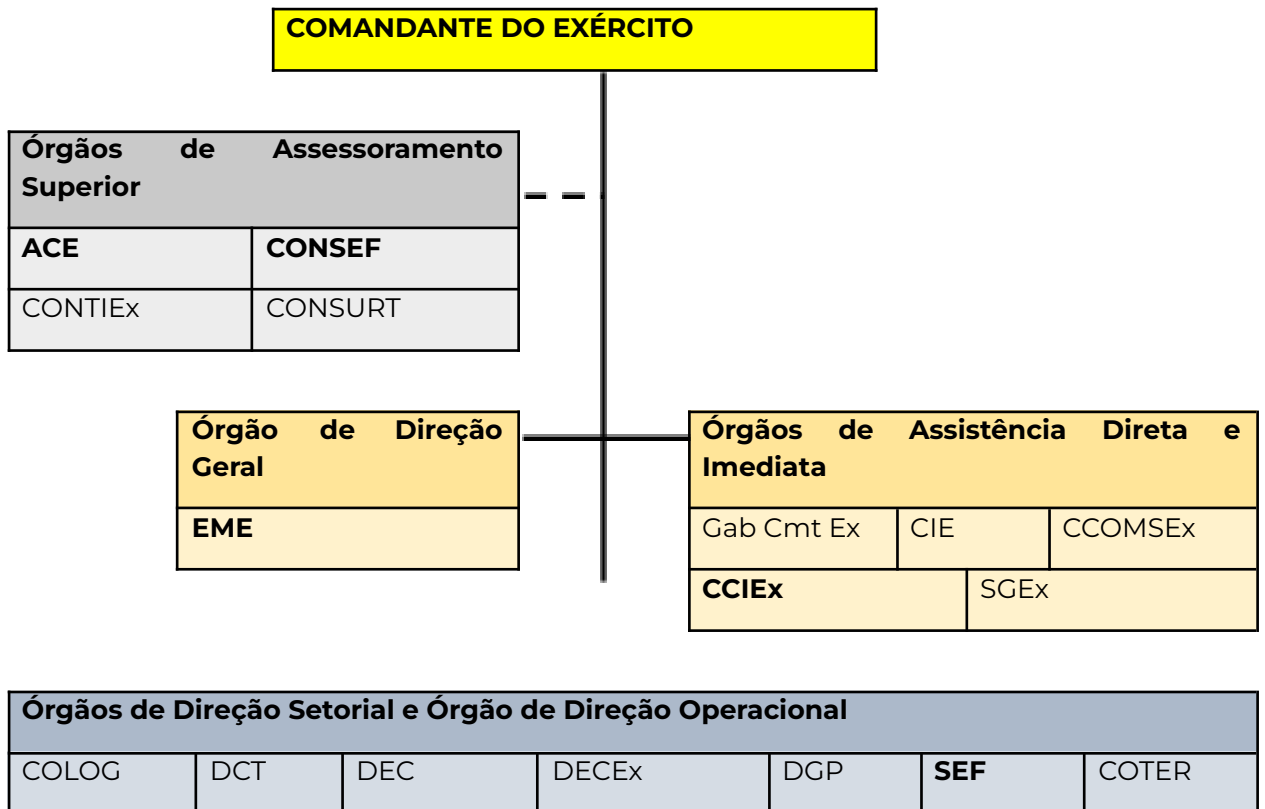 COMANDANTE DO EXÉRCITO
Órgãos de Assessoramento
Superior
ACE CONSEF
CONTIEx CONSURT
Órgão de Direção
Geral
EME
Órgãos de Assistência Direta e
Imediata
Gab Cmt Ex CIE CCOMSEx
CCIEx SGEx
Órgãos de Direção Setorial e Órgão de Direção Operacional
COLOG DCT DEC DECEx DGP SEF COTER